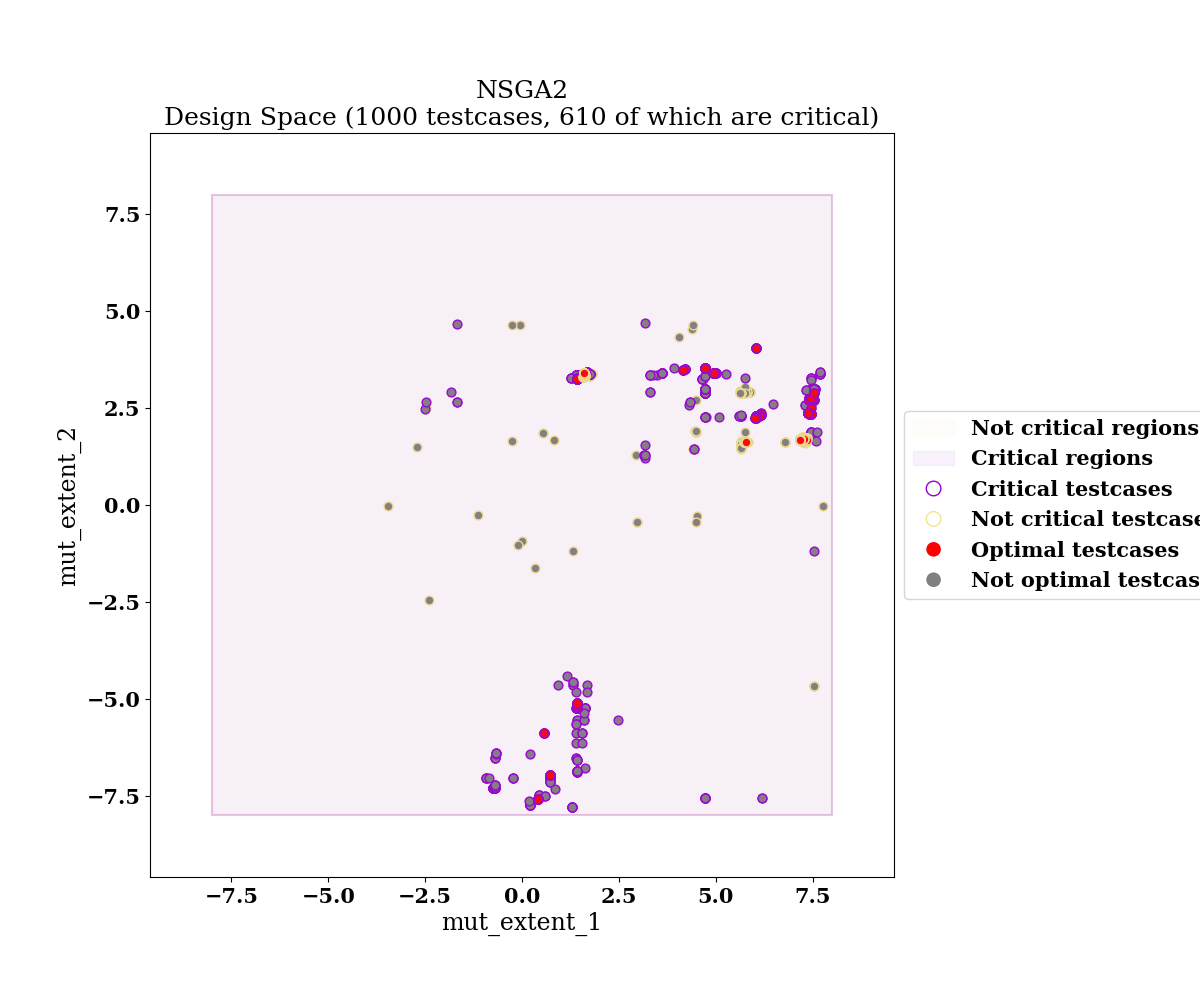 NSGA2
Design Space (1000 testcases, 610 of which are critical)
mut_extent_2
7.5
5.0
2.5
0.0
−2.5
−5.0
−7.5
−7.5
−5.0
−2.5
0.0
2.5
5.0
7.5
mut_extent_1
Not critical regions
Critical regions
Critical testcases
Not critical testcase
Optimal testcases
Not optimal testcas